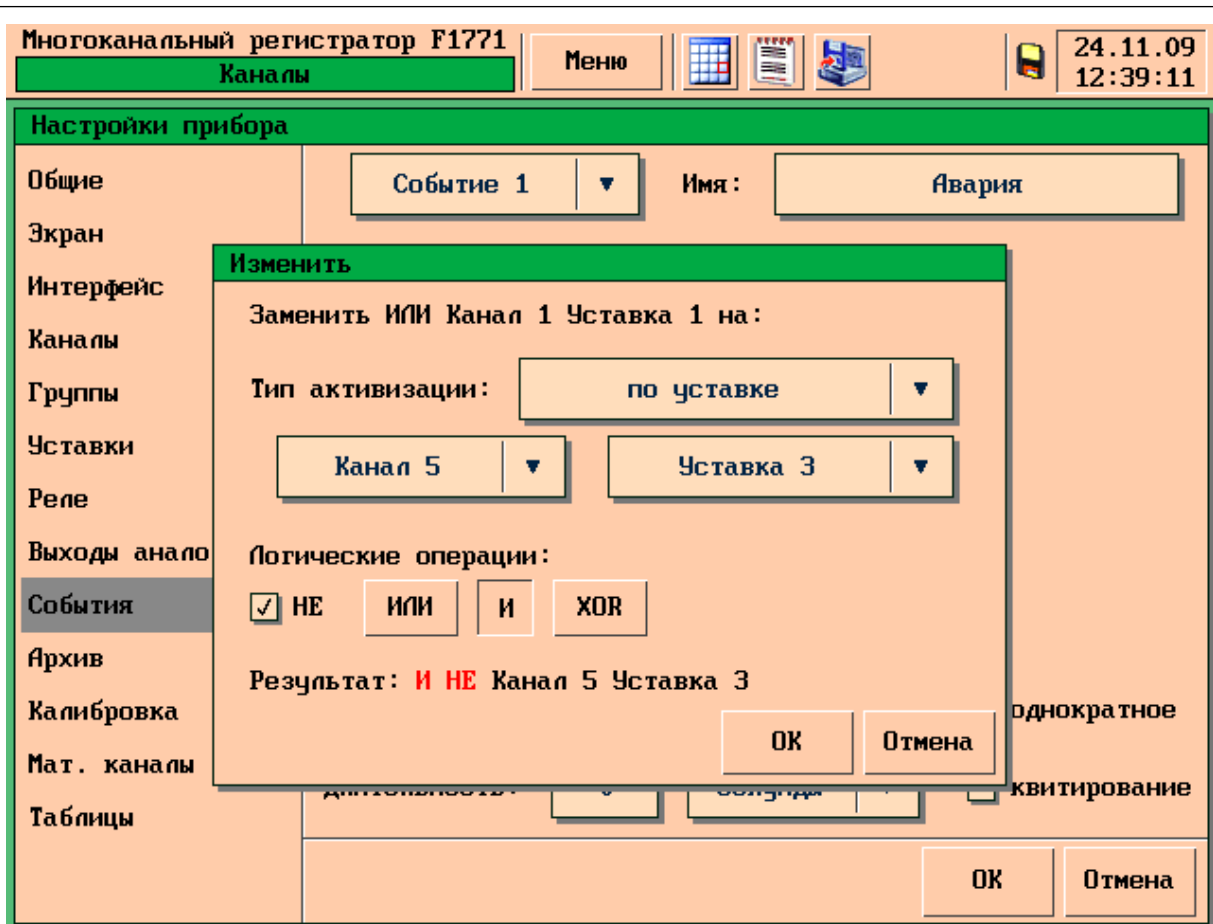 Многоканальный регистратор F1771
Каналы
Меню
24.11.09
12:39:11
Настройки прибора
Общие
Экран
Интерфейс
Каналы
Группы
Уставки
Реле
Выходы анало
События
Архив
Калибровка
Мат. каналы
Таблицы
Событие 1
Имя:
Авария
Изменить
Заменить ИЛИ Канал 1 Уставка 1 на:
Тип активизации: по уставке
Канал 5
Уставка 3
Логические операции:
НЕ ИЛИ И XOR
Результат: И НЕ Канал 5 Уставка 3
ОК Отмена
однократное
квитирование
ОК Отмена